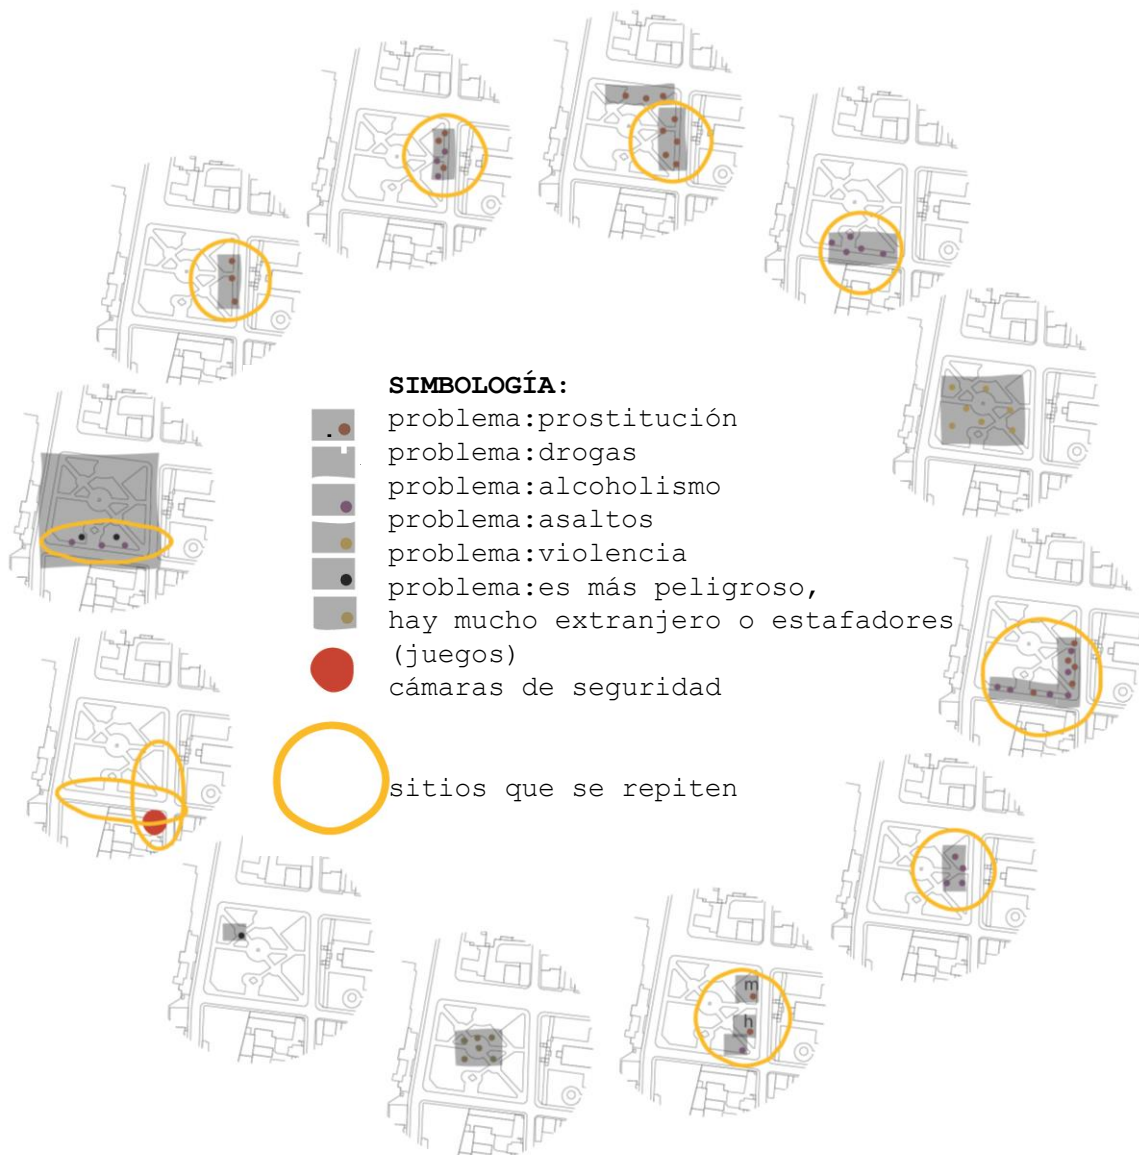 SIMBOLOGÍA:
problema:prostitución
problema:drogas
problema:alcoholismo
problema:asaltos
problema:violencia
problema:es más peligroso,
hay mucho extranjero o estafadores
(juegos)
cámaras de seguridad
sitios que se repiten
m
h